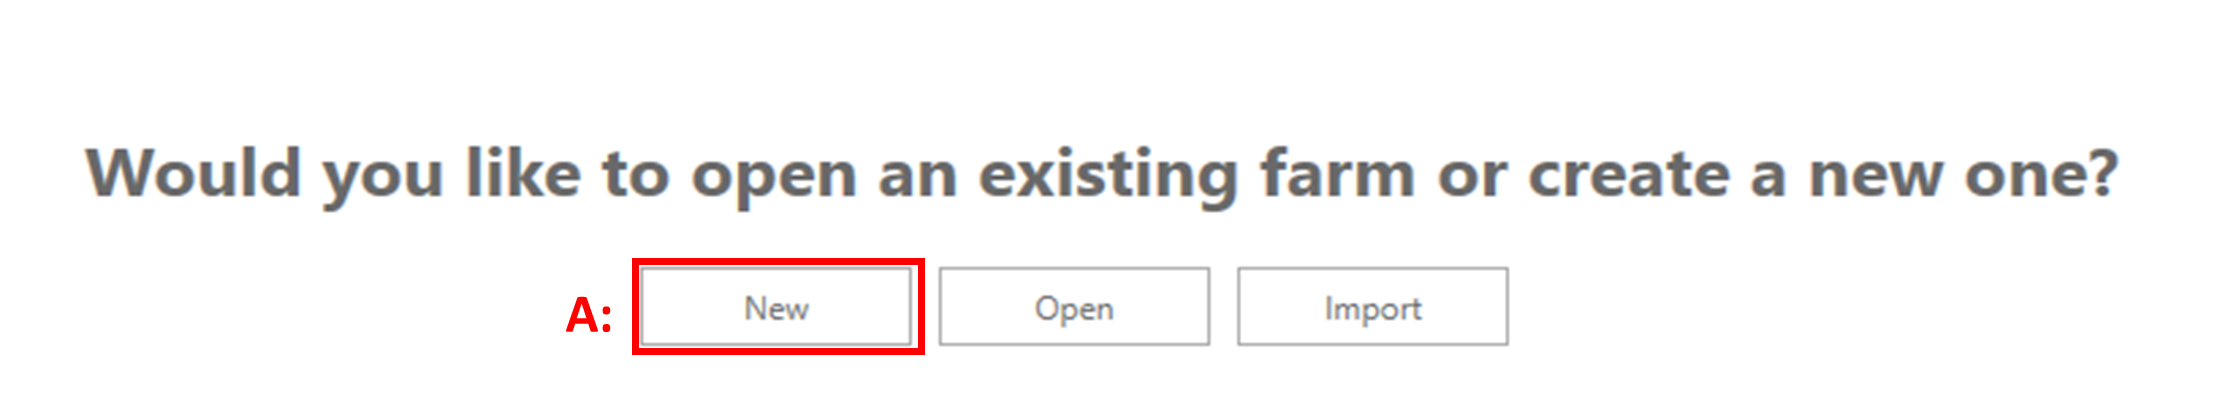 Would you like to open an existing farm or create a new one?
A: New Open Import